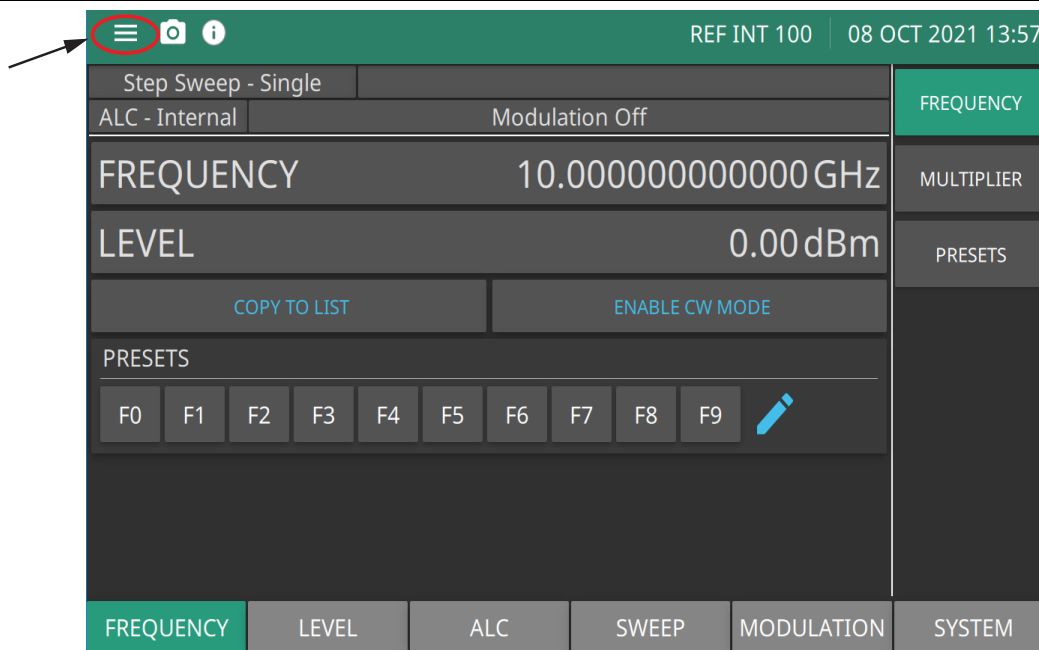 REF INT 100 08 OCT 2021 13:57
Step Sweep - Single
ALC - Internal Modulation Off
FREQUENCY 10.000000000000 GHz
LEVEL 0.00 dBm
COPY TO LIST ENABLE CW MODE
PRESETS
F0 F1 F2 F3 F4 F5 F6 F7 F8 F9
FREQUENCY
MULTIPLIER
PRESETS
FREQUENCY LEVEL ALC SWEEP MODULATION SYSTEM